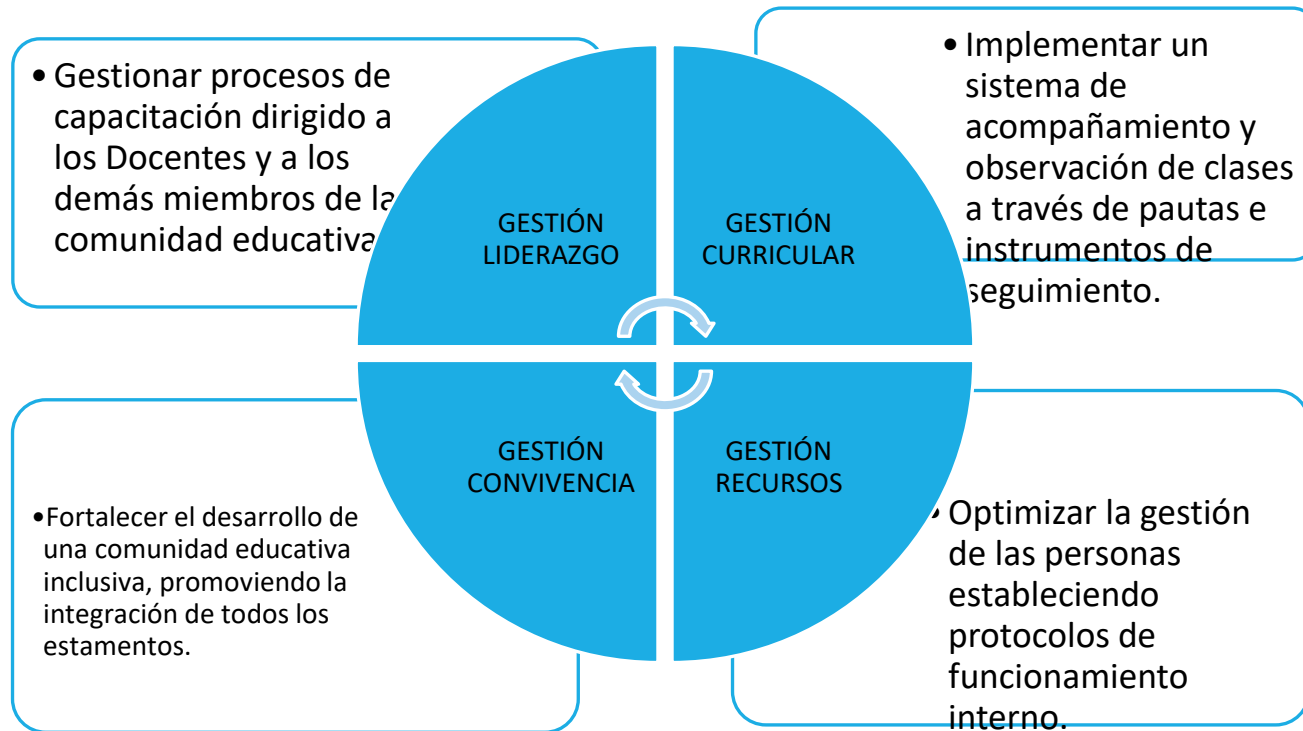 • Gestionar procesos de
capacitación dirigido a
los Docentes y a los
demás miembros de la
comunidad educativa
• Implementar un
sistema de
acompañamiento y
observación de clases
a través de pautas e
instrumentos de
seguimiento.
GESTIÓN
LIDERAZGO
GESTIÓN
CURRICULAR
GESTIÓN
CONVIVENCIA
GESTIÓN
RECURSOS
•Fortalecer el desarrollo de
una comunidad educativa
inclusiva, promoviendo la
integración de todos los
estamentos.
• Optimizar la gestión
de las personas
estableciendo
protocolos de
funcionamiento
interno.